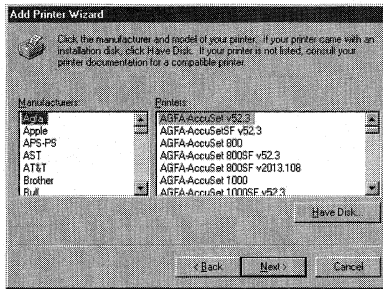 Add Printer Wizard
Click the manufacturer and model of your printer. If your printer came with an
installation disk, click Have Disk. If your printer is not listed, consult your
printer documentation for a compatible printer.
Manufacturers:
Printers:
Agfa
Apple
APS-PS
AST
AT&T
Brother
Bull
AGFA-AccuSet v52.3
AGFA-AccuSetSF v52.3
AGFA-AccuSet 800
AGFA-AccuSet 800SF v52.3
AGFA-AccuSet 800SF v2013.108
AGFA-AccuSet 1000
AGFA-AccuSet 1000SF v52.3
Have Disk...
< Back
Next >
Cancel